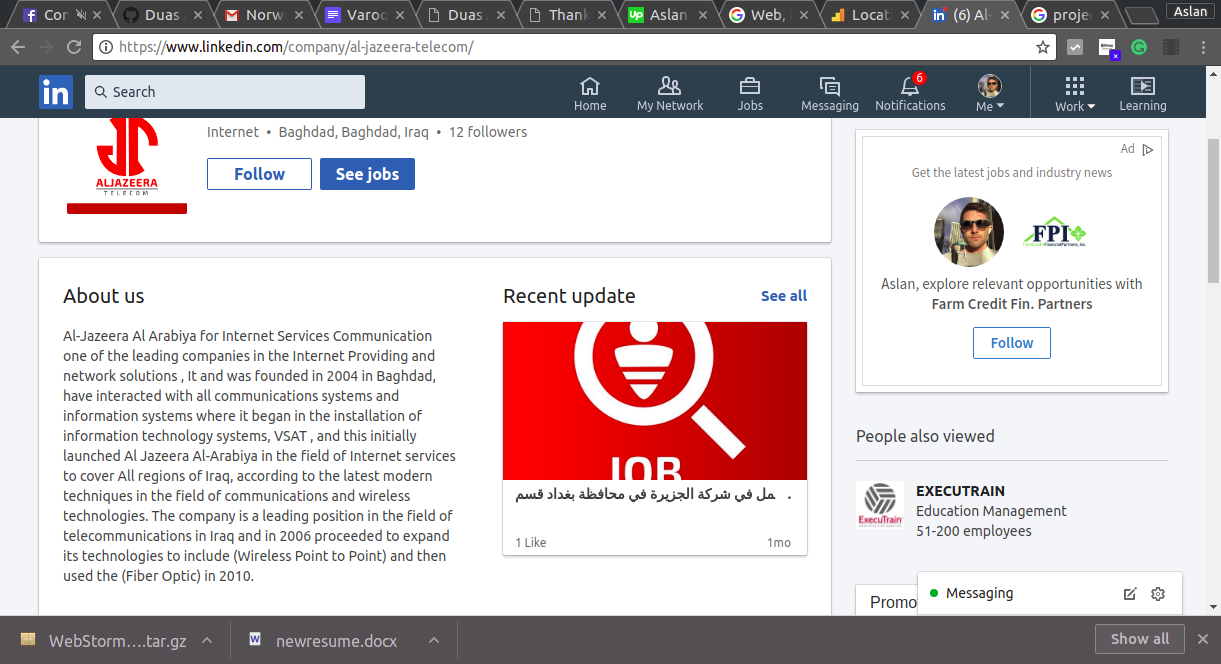 Cor
Duas
Norw
Varoq
Duas
Thank
Aslan
Web,
Locat
(6) Al-
proje
Aslan
https://www.linkedin.com/company/al-jazeera-telecom/
in
Search
Home
My Network
Jobs
Messaging
6
Notifications
Me
Work
Learning
ALJAZEERA
TELECOM
Internet • Baghdad, Baghdad, Iraq • 12 followers
Follow
See jobs
About us
Al-Jazeera Al Arabiya for Internet Services Communication
one of the leading companies in the Internet Providing and
network solutions , It and was founded in 2004 in Baghdad,
have interacted with all communications systems and
information systems where it began in the installation of
information technology systems, VSAT , and this initially
launched Al Jazeera Al-Arabiya in the field of Internet services
to cover All regions of Iraq, according to the latest modern
techniques in the field of communications and wireless
technologies. The company is a leading position in the field of
telecommunications in Iraq and in 2006 proceeded to expand
its technologies to include (Wireless Point to Point) and then
used the (Fiber Optic) in 2010.
Recent update
See all
JOB
مل في شركة الجزيرة في محافظة بغداد قسم
1 Like
1mo
Ad
Get the latest jobs and industry news
FPI
Aslan, explore relevant opportunities with
Farm Credit Fin. Partners
Follow
People also viewed
ExecuTrain
EXECUTRAIN
Education Management
51-200 employees
Promo
Messaging
WebStorm....tar.gz
newresume.docx
Show all